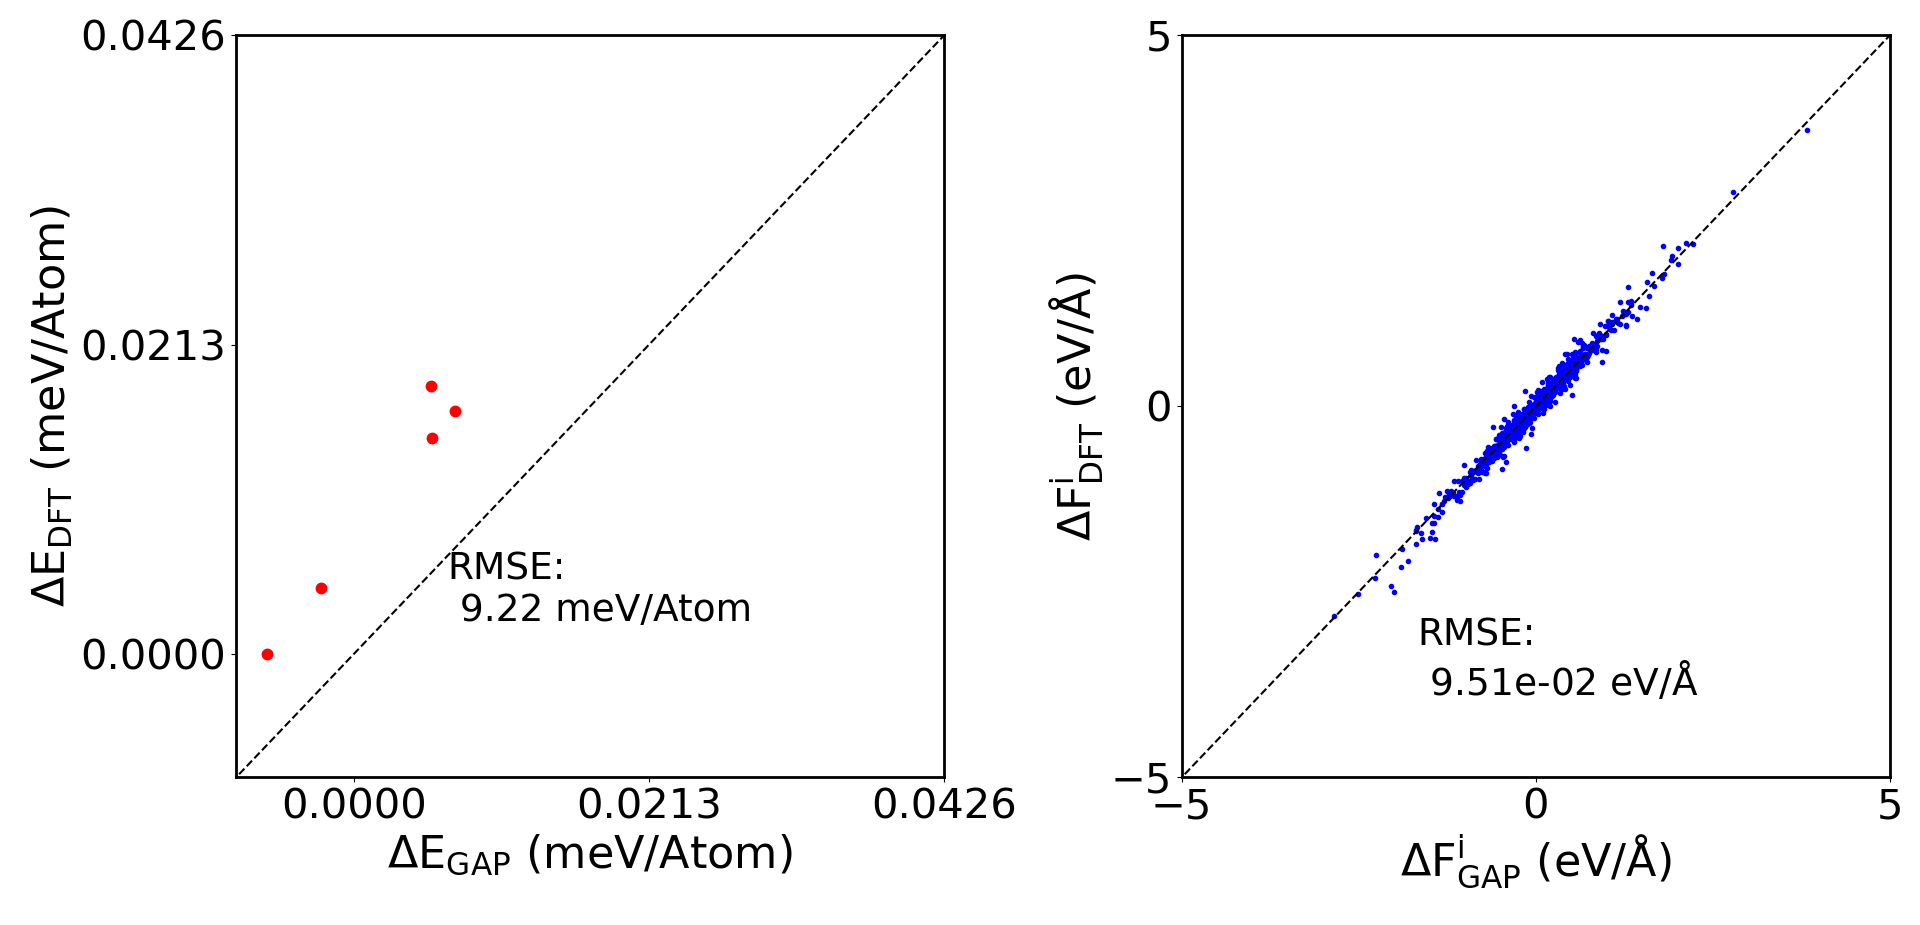 0.0426
0.0213
0.0000
ΔE_DFT (meV/Atom)
RMSE:
9.22 meV/Atom
0.0000 0.0213 0.0426
ΔE_GAP (meV/Atom)
5
0
−5
ΔF^i_DFT (eV/Å)
RMSE:
9.51e-02 eV/Å
−5 0 5
ΔF^i_GAP (eV/Å)